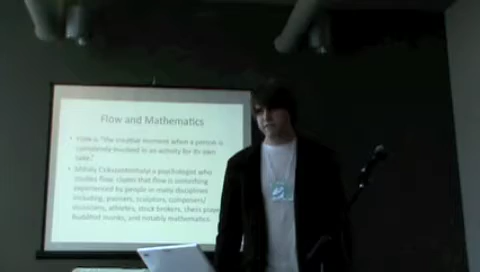 Flow and Mathematics
• Flow is "the creative moment when a person is
completely involved in an activity for its own
sake."
• Mihaly Csikszentmihalyi a psychologist who
studies flow, claims that flow is something
experienced by people in many disciplines
including, painters, sculptors, composers/
musicians, athletes, stock brokers, chess player
buddhist monks, and notably mathematics.